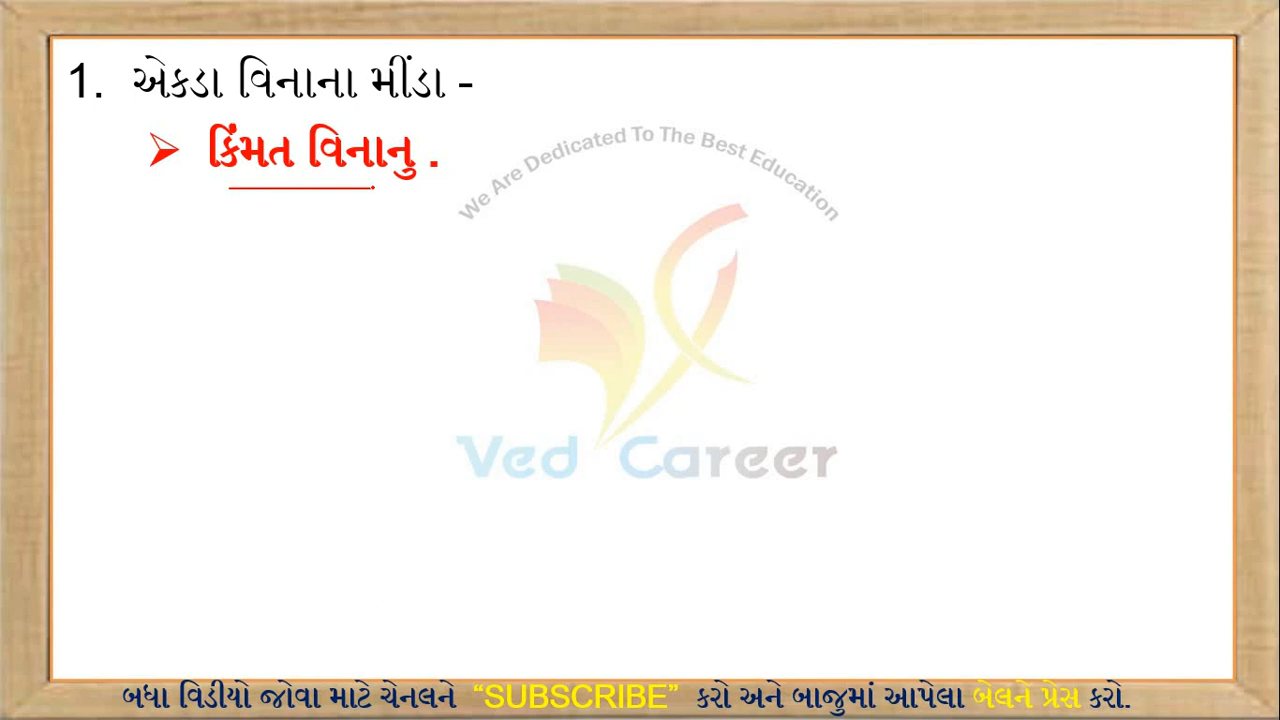 1. એકડા વિનાના મીંડા -
➢ કિંમત વિનાનુ .
We Are Dedicated To The Best Education
Ved Career
બધા વિડીયો જોવા માટે ચેનલને “SUBSCRIBE” કરો અને બાજુમાં આપેલા બેલને પ્રેસ કરો.